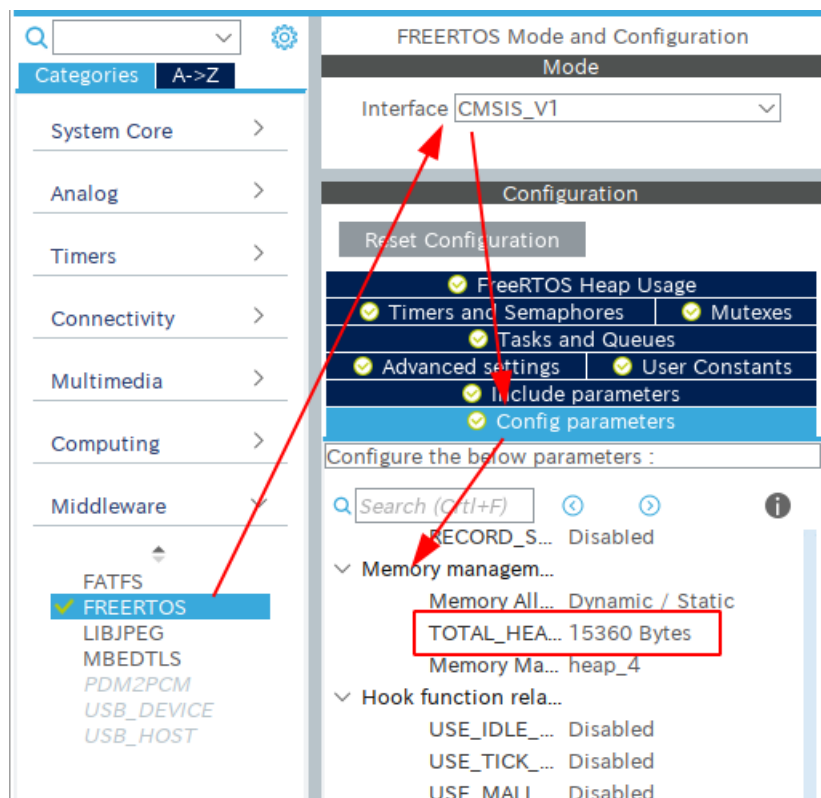 Categories A->Z
System Core
Analog
Timers
Connectivity
Multimedia
Computing
Middleware
FATFS
FREERTOS
LIBJPEG
MBEDTLS
PDM2PCM
USB_DEVICE
USB_HOST
FREERTOS Mode and Configuration
Mode
Interface CMSIS_V1
Configuration
Reset Configuration
FreeRTOS Heap Usage
Timers and Semaphores Mutexes
Tasks and Queues
Advanced settings User Constants
Include parameters
Config parameters
Configure the below parameters :
Search (Crtl+F)
RECORD_S... Disabled
Memory managem...
Memory All... Dynamic / Static
TOTAL_HEA... 15360 Bytes
Memory Ma... heap_4
Hook function rela...
USE_IDLE_... Disabled
USE_TICK_... Disabled
USE_MALL... Disabled